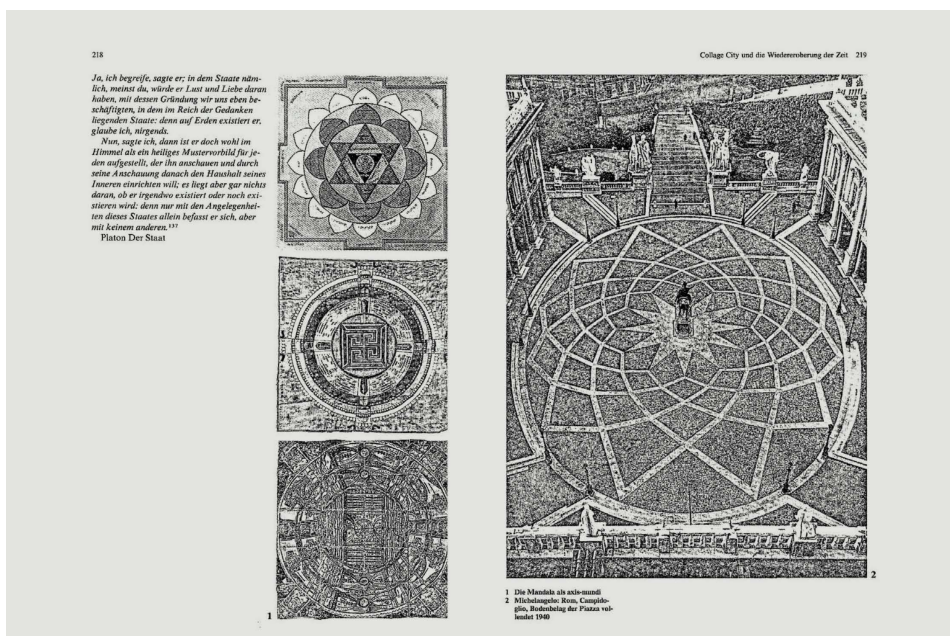 218
Ja, ich begreife, sagte er; in dem Staate näm-
lich, meinst du, würde er Lust und Liebe daran
haben, mit dessen Gründung wir uns eben be-
schäftigten, in dem im Reich der Gedanken
liegenden Staate: denn auf Erden existiert er,
glaube ich, nirgends.
Nun, sagte ich, dann ist er doch wohl im
Himmel als ein heiliges Mustervorbild für je-
den aufgestellt, der ihn anschauen und durch
seine Anschauung danach den Haushalt seines
Inneren einrichten will; es liegt aber gar nichts
daran, ob er irgendwo existiert oder noch exi-
stieren wird: denn nur mit den Angelegenhei-
ten dieses Staates allein befasst er sich, aber
mit keinem anderen.137
Platon Der Staat
1
Collage City und die Wiedereroberung der Zeit 219
2
1 Die Mandala als axis-mundi
2 Michelangelo: Rom, Campido-
glio, Bodenbelag der Piazza vol-
lendet 1940